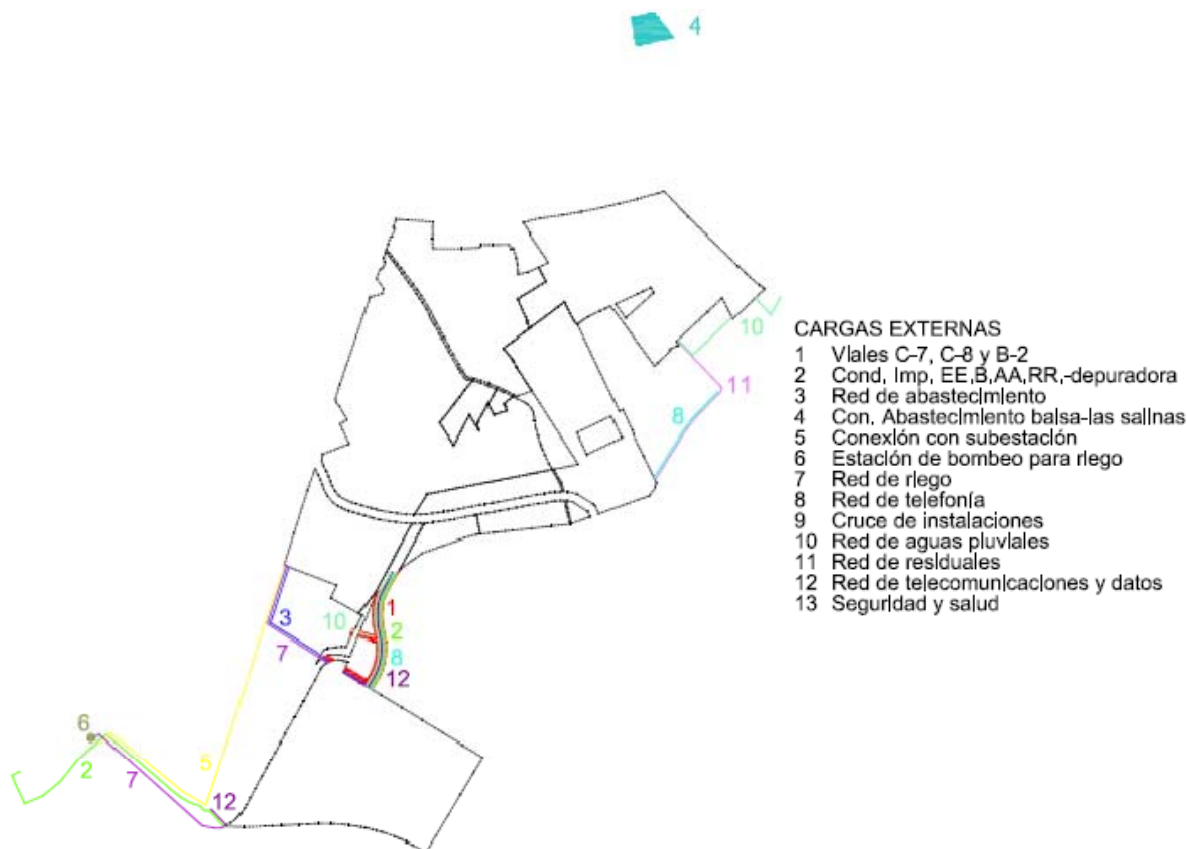 4
10
11
8
CARGAS EXTERNAS
1 Viales C-7, C-8 y B-2
2 Cond, Imp, EE,B,AA,RR,-depuradora
3 Red de abastecimiento
4 Con, Abastecimiento balsa-las salinas
5 Conexión con subestación
6 Estación de bombeo para riego
7 Red de riego
8 Red de telefonía
9 Cruce de instalaciones
10 Red de aguas pluviales
11 Red de residuales
12 Red de telecomunicaciones y datos
13 Seguridad y salud
3
10
1
2
7
8
12
6
2
7
5
12